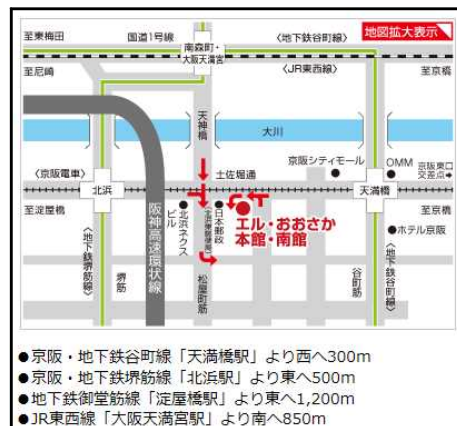 地図拡大表示
至東梅田
国道1号線
南森町・
大阪天満宮
〈地下鉄谷町線〉
至尼崎
〈JR東西線〉
至京橋
天神橋
大川
〈京阪電車〉
北浜
土佐堀通
京阪シティモール
OMM
京阪東口
交差点➡
天満橋
至淀屋橋
至京橋
阪神高速環状線
北浜ネクス
ビル
日本郵政
エル・おおさか
本館・南館
ホテル京阪
〈地下鉄堺筋線〉
堺筋
松屋町筋
谷町筋
〈地下鉄谷町線〉
●京阪・地下鉄谷町線「天満橋駅」より西へ300m
●京阪・地下鉄堺筋線「北浜駅」より東へ500m
●地下鉄御堂筋線「淀屋橋駅」より東へ1,200m
●JR東西線「大阪天満宮駅」より南へ850m